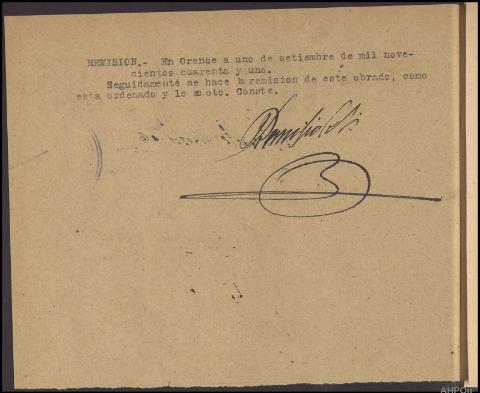 REMISION.- En Orense a uno de setiembre de mil nove-
cientos cuarenta y uno.
Seguidamente se hace la remision de este obrado, como
esta ordenado y lo anoto. Conste.
AHPOu